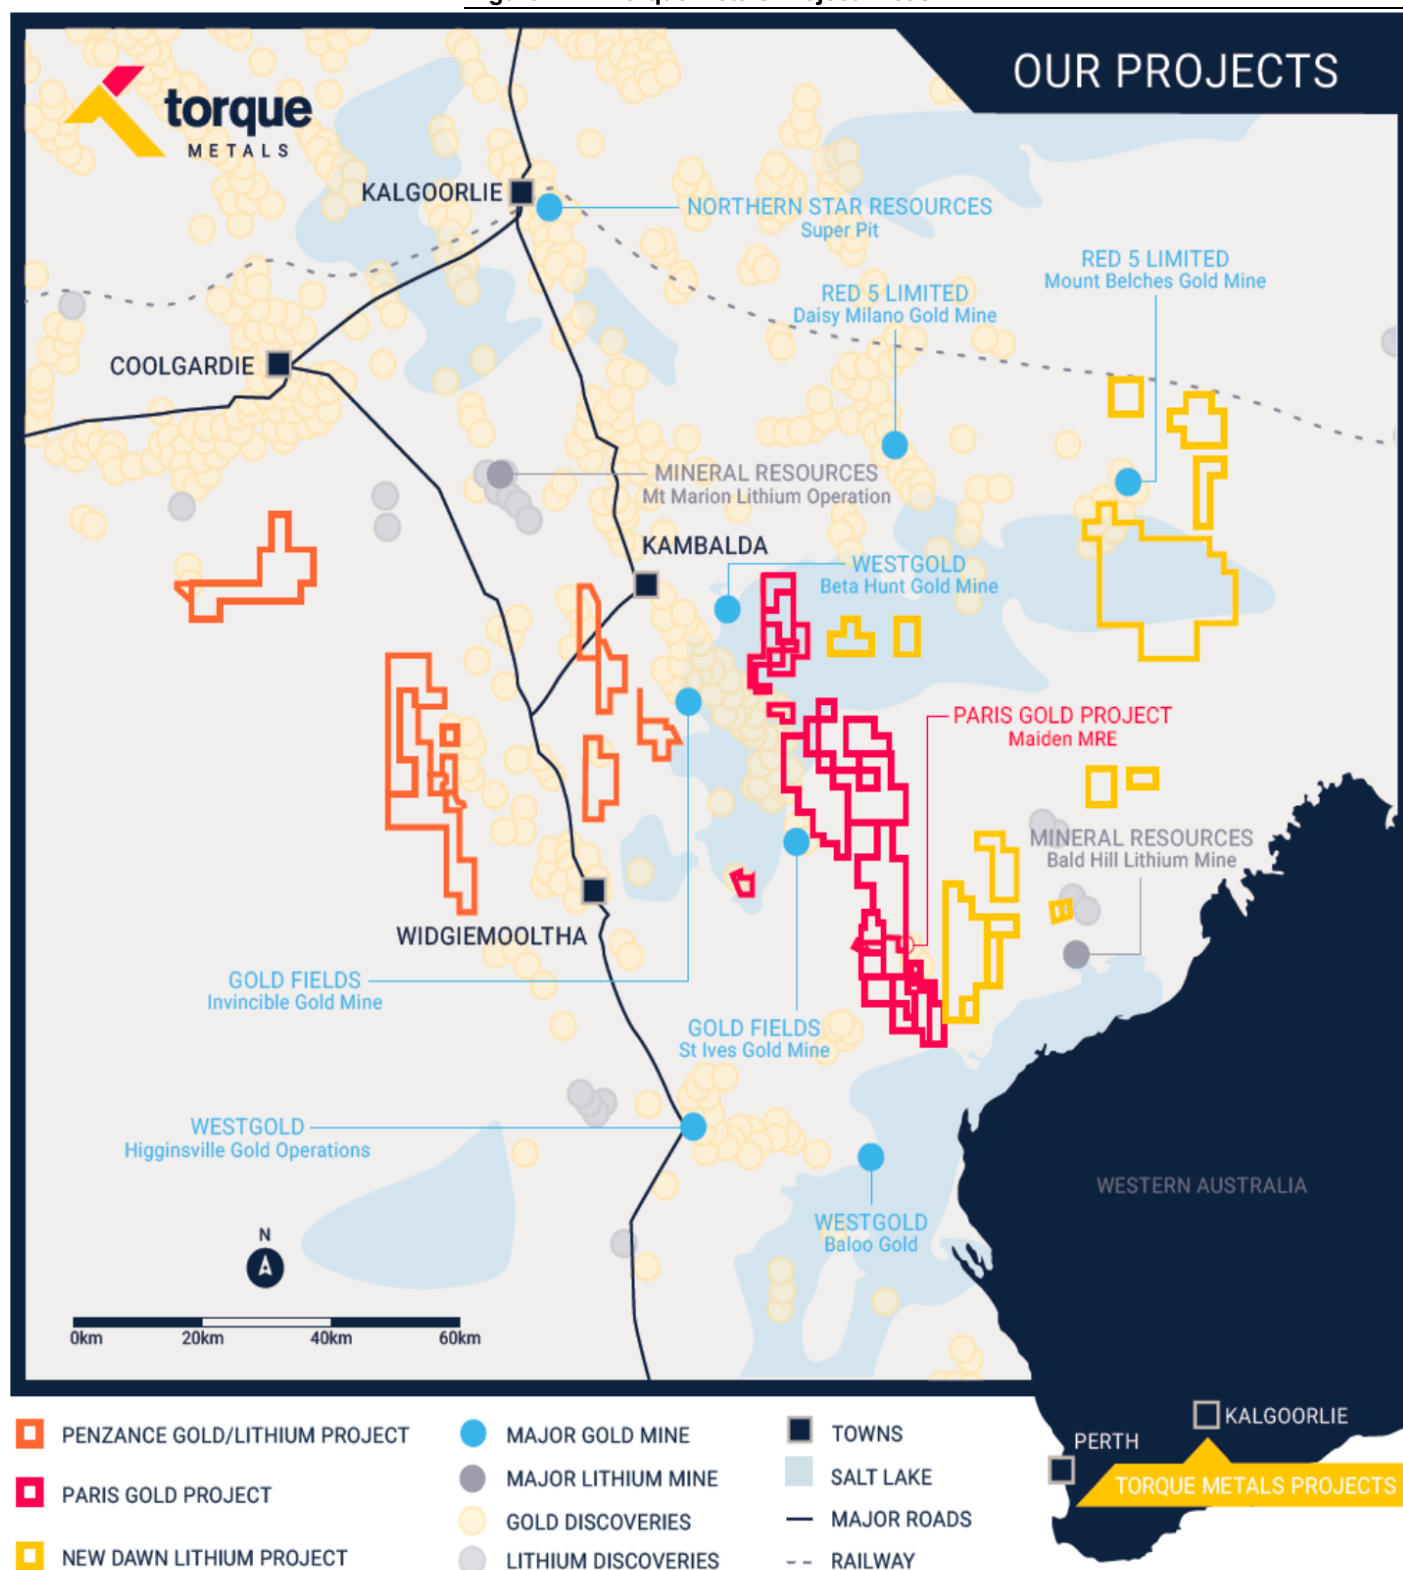 OUR PROJECTS
torque
METALS
KALGOORLIE
NORTHERN STAR RESOURCES
Super Pit
RED 5 LIMITED
Mount Belches Gold Mine
RED 5 LIMITED
Daisy Milano Gold Mine
COOLGARDIE
MINERAL RESOURCES
Mt Marion Lithium Operation
KAMBALDA
WESTGOLD
Beta Hunt Gold Mine
PARIS GOLD PROJECT
Maiden MRE
MINERAL RESOURCES
Bald Hill Lithium Mine
WIDGIEMOOLTHA
GOLD FIELDS
Invincible Gold Mine
GOLD FIELDS
St Ives Gold Mine
WESTGOLD
Higginsville Gold Operations
WESTERN AUSTRALIA
WESTGOLD
Baloo Gold
N
0km 20km 40km 60km
PENZANCE GOLD/LITHIUM PROJECT
PARIS GOLD PROJECT
NEW DAWN LITHIUM PROJECT
MAJOR GOLD MINE
MAJOR LITHIUM MINE
GOLD DISCOVERIES
LITHIUM DISCOVERIES
TOWNS
SALT LAKE
MAJOR ROADS
RAILWAY
KALGOORLIE
PERTH
TORQUE METALS PROJECTS